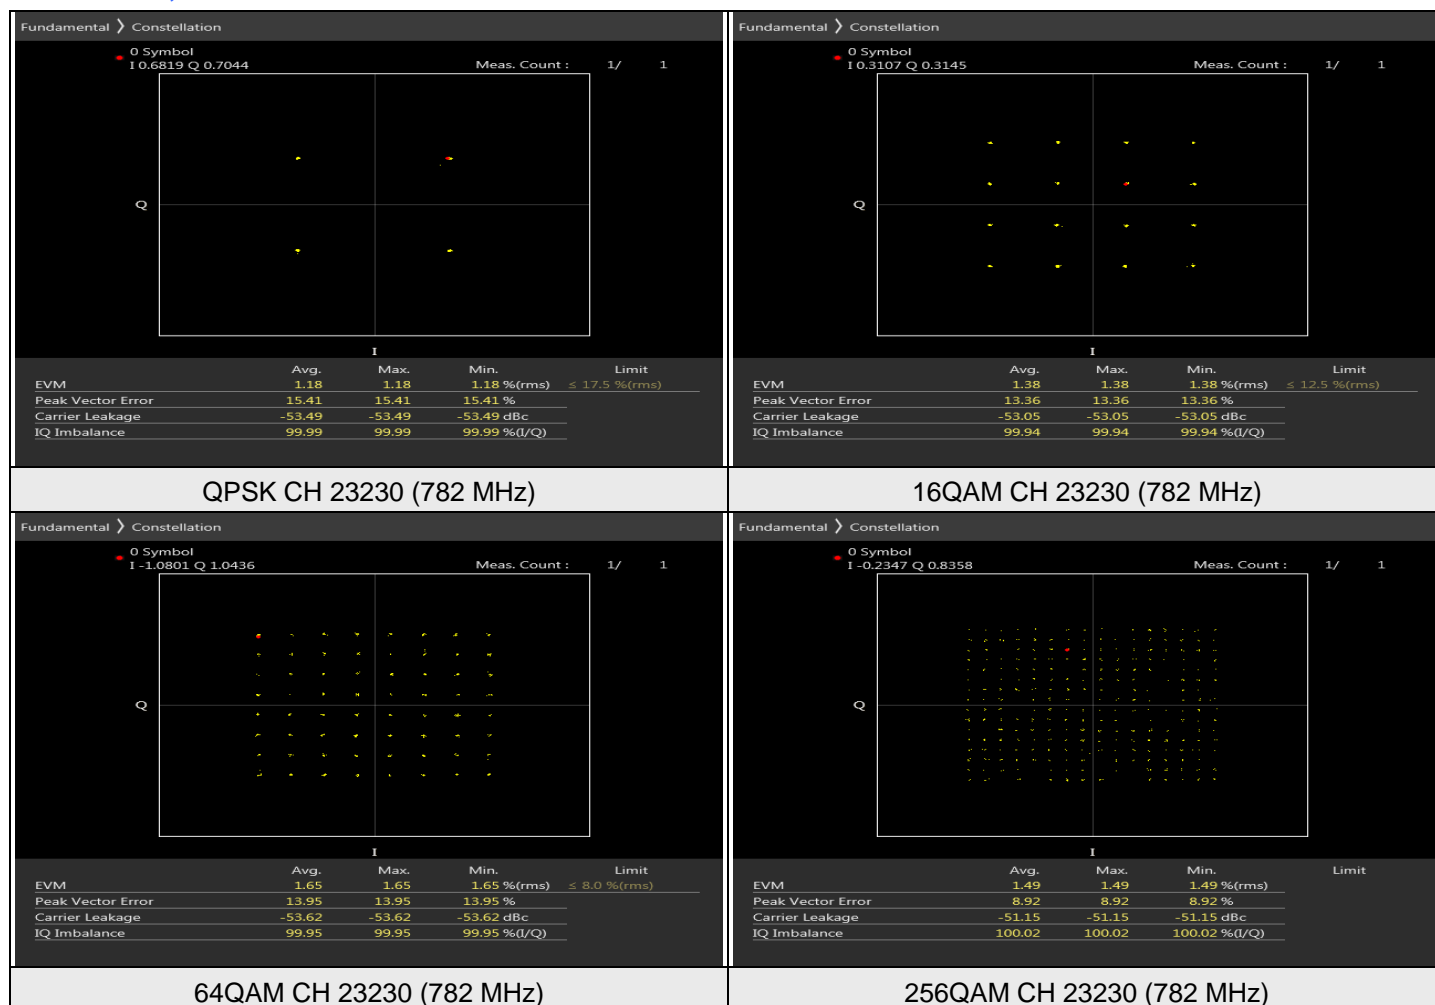 Fundamental ❯ Constellation
0 Symbol
I 0.6819 Q 0.7044 Meas. Count : 1/ 1
Q
I
Avg. Max. Min. Limit
EVM 1.18 1.18 1.18 %(rms) ≤ 17.5 %(rms)
Peak Vector Error 15.41 15.41 15.41 %
Carrier Leakage -53.49 -53.49 -53.49 dBc
IQ Imbalance 99.99 99.99 99.99 %(I/Q)
QPSK CH 23230 (782 MHz)
Fundamental ❯ Constellation
0 Symbol
I 0.3107 Q 0.3145 Meas. Count : 1/ 1
Q
I
Avg. Max. Min. Limit
EVM 1.38 1.38 1.38 %(rms) ≤ 12.5 %(rms)
Peak Vector Error 13.36 13.36 13.36 %
Carrier Leakage -53.05 -53.05 -53.05 dBc
IQ Imbalance 99.94 99.94 99.94 %(I/Q)
16QAM CH 23230 (782 MHz)
Fundamental ❯ Constellation
0 Symbol
I -1.0801 Q 1.0436 Meas. Count : 1/ 1
Q
I
Avg. Max. Min. Limit
EVM 1.65 1.65 1.65 %(rms) ≤ 8.0 %(rms)
Peak Vector Error 13.95 13.95 13.95 %
Carrier Leakage -53.62 -53.62 -53.62 dBc
IQ Imbalance 99.95 99.95 99.95 %(I/Q)
64QAM CH 23230 (782 MHz)
Fundamental ❯ Constellation
0 Symbol
I -0.2347 Q 0.8358 Meas. Count : 1/ 1
Q
I
Avg. Max. Min. Limit
EVM 1.49 1.49 1.49 %(rms)
Peak Vector Error 8.92 8.92 8.92 %
Carrier Leakage -51.15 -51.15 -51.15 dBc
IQ Imbalance 100.02 100.02 100.02 %(I/Q)
256QAM CH 23230 (782 MHz)